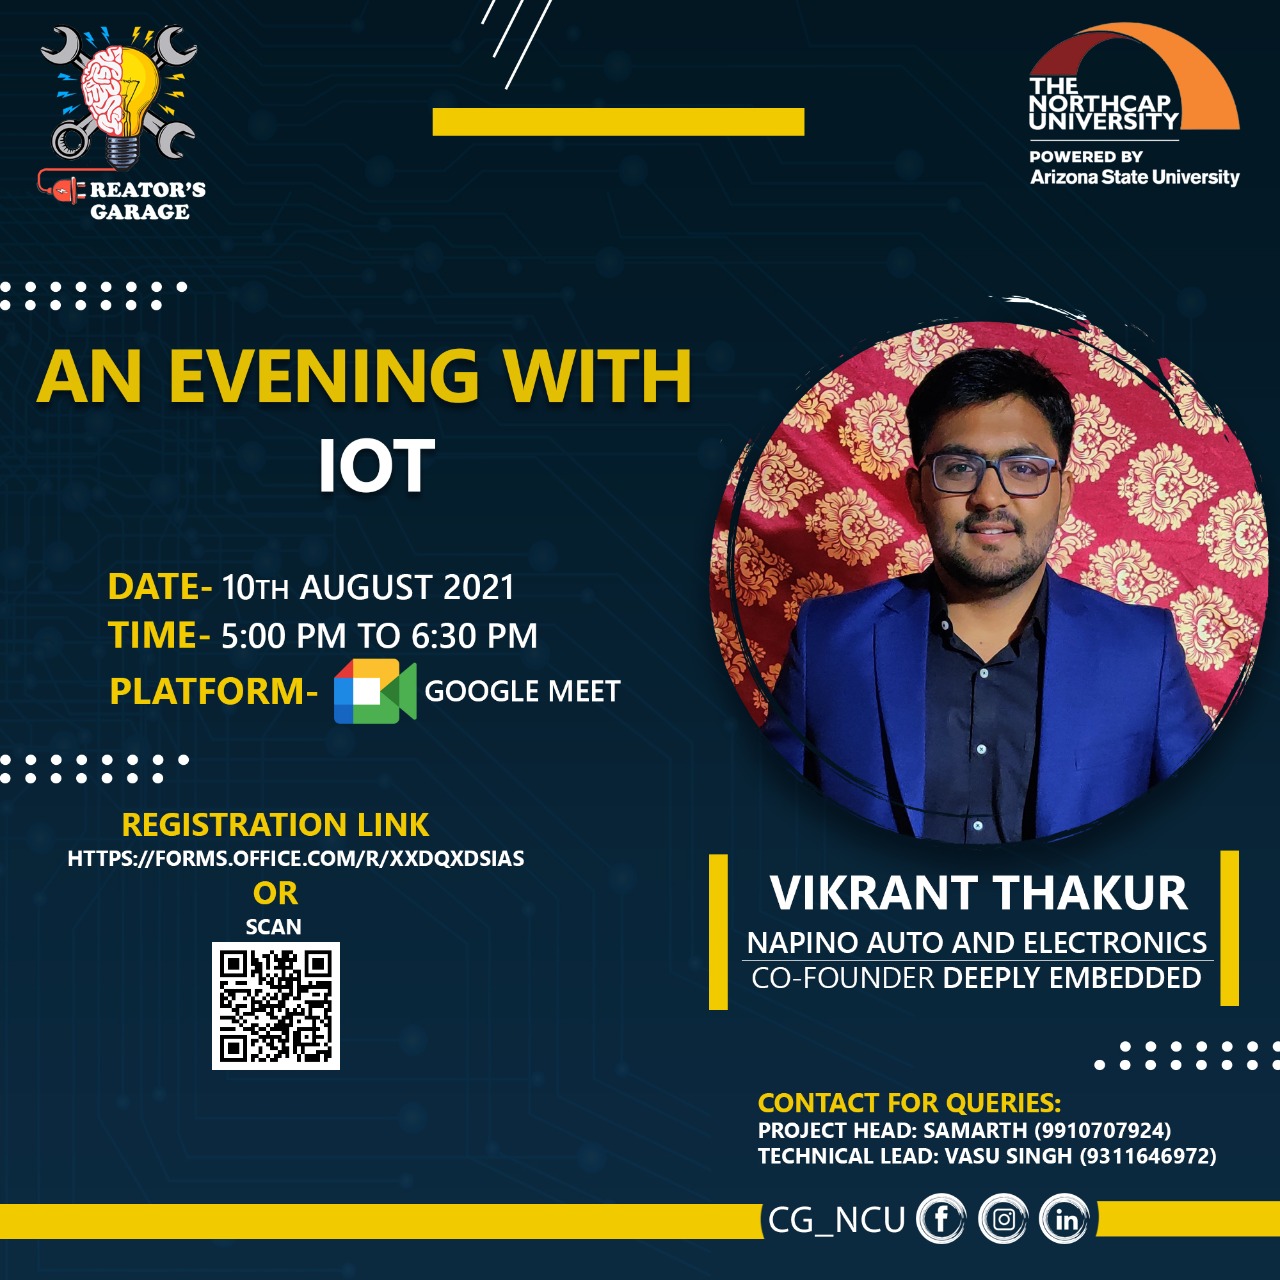 REATOR'S
GARAGE
THE
NORTHCAP
UNIVERSITY
POWERED BY
Arizona State University
AN EVENING WITH
IOT
DATE- 10TH AUGUST 2021
TIME- 5:00 PM TO 6:30 PM
PLATFORM- GOOGLE MEET
REGISTRATION LINK
HTTPS://FORMS.OFFICE.COM/R/XXDQXDSIAS
OR
SCAN
VIKRANT THAKUR
NAPINO AUTO AND ELECTRONICS
CO-FOUNDER DEEPLY EMBEDDED
CONTACT FOR QUERIES:
PROJECT HEAD: SAMARTH (9910707924)
TECHNICAL LEAD: VASU SINGH (9311646972)
CG_NCU